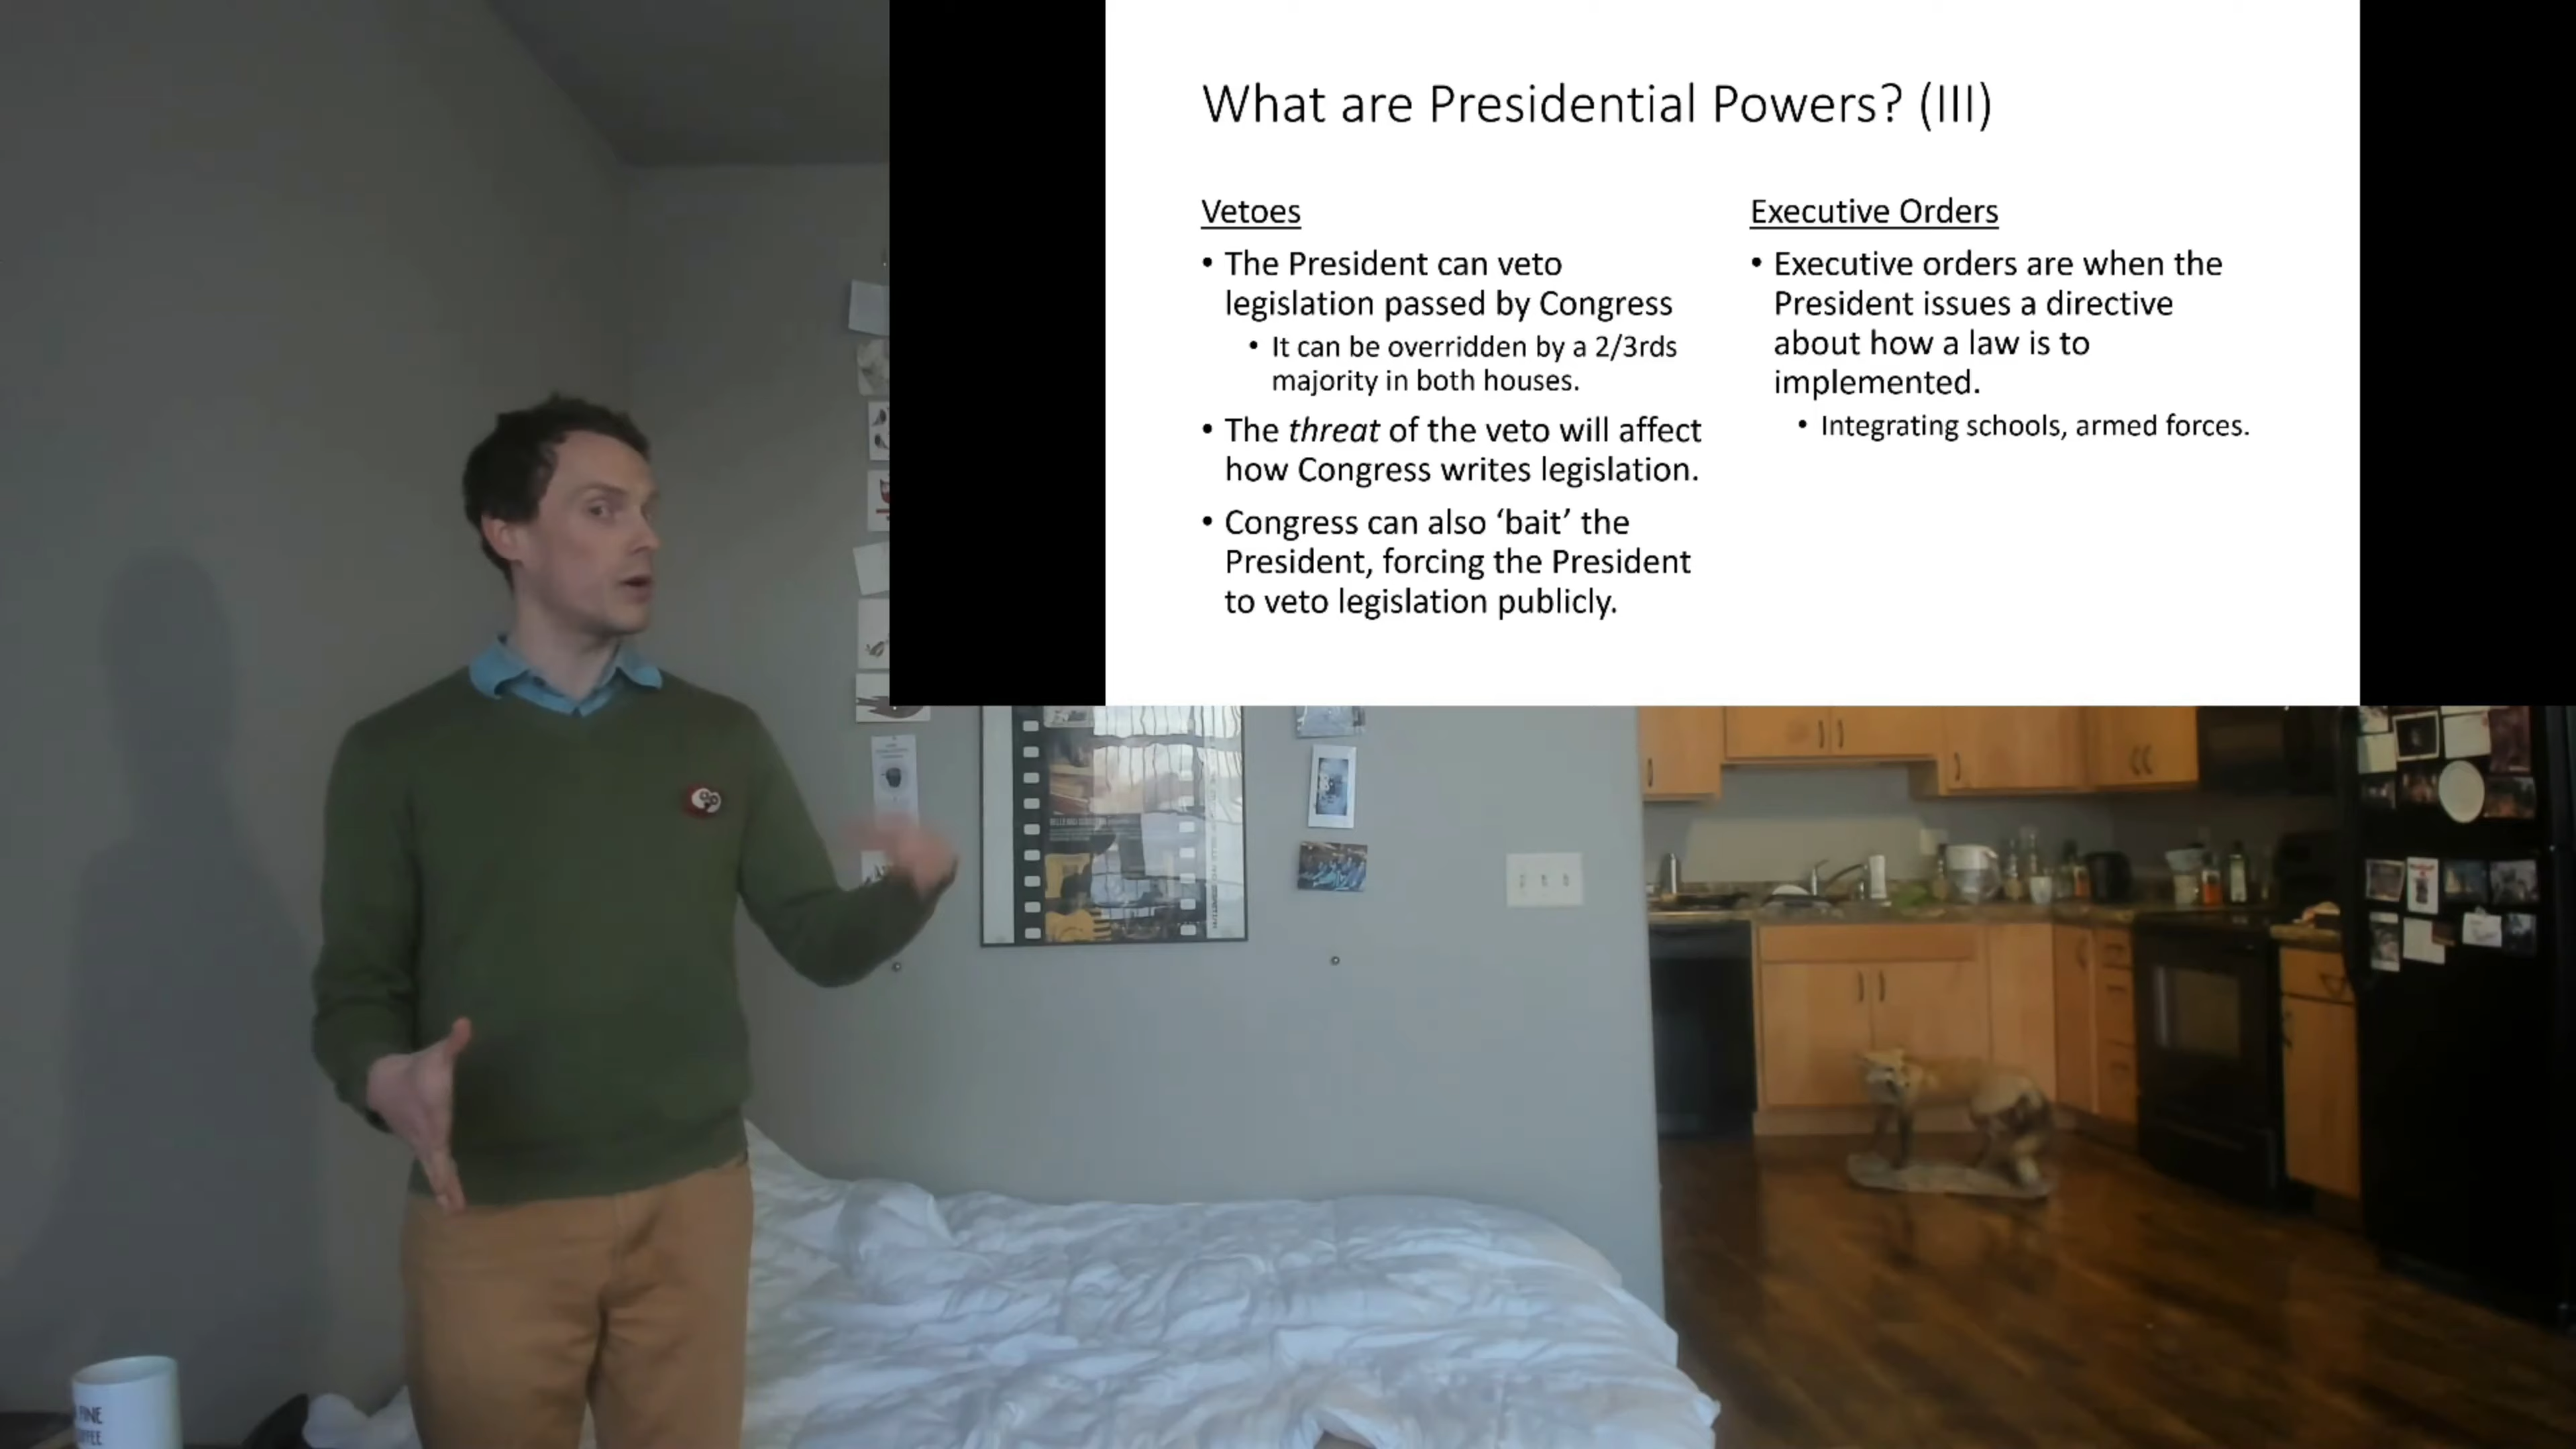 What are Presidential Powers? (III)
Vetoes
• The President can veto
legislation passed by Congress
• It can be overridden by a 2/3rds
majority in both houses.
• The threat of the veto will affect
how Congress writes legislation.
• Congress can also ‘bait’ the
President, forcing the President
to veto legislation publicly.
Executive Orders
• Executive orders are when the
President issues a directive
about how a law is to
implemented.
• Integrating schools, armed forces.
FINE